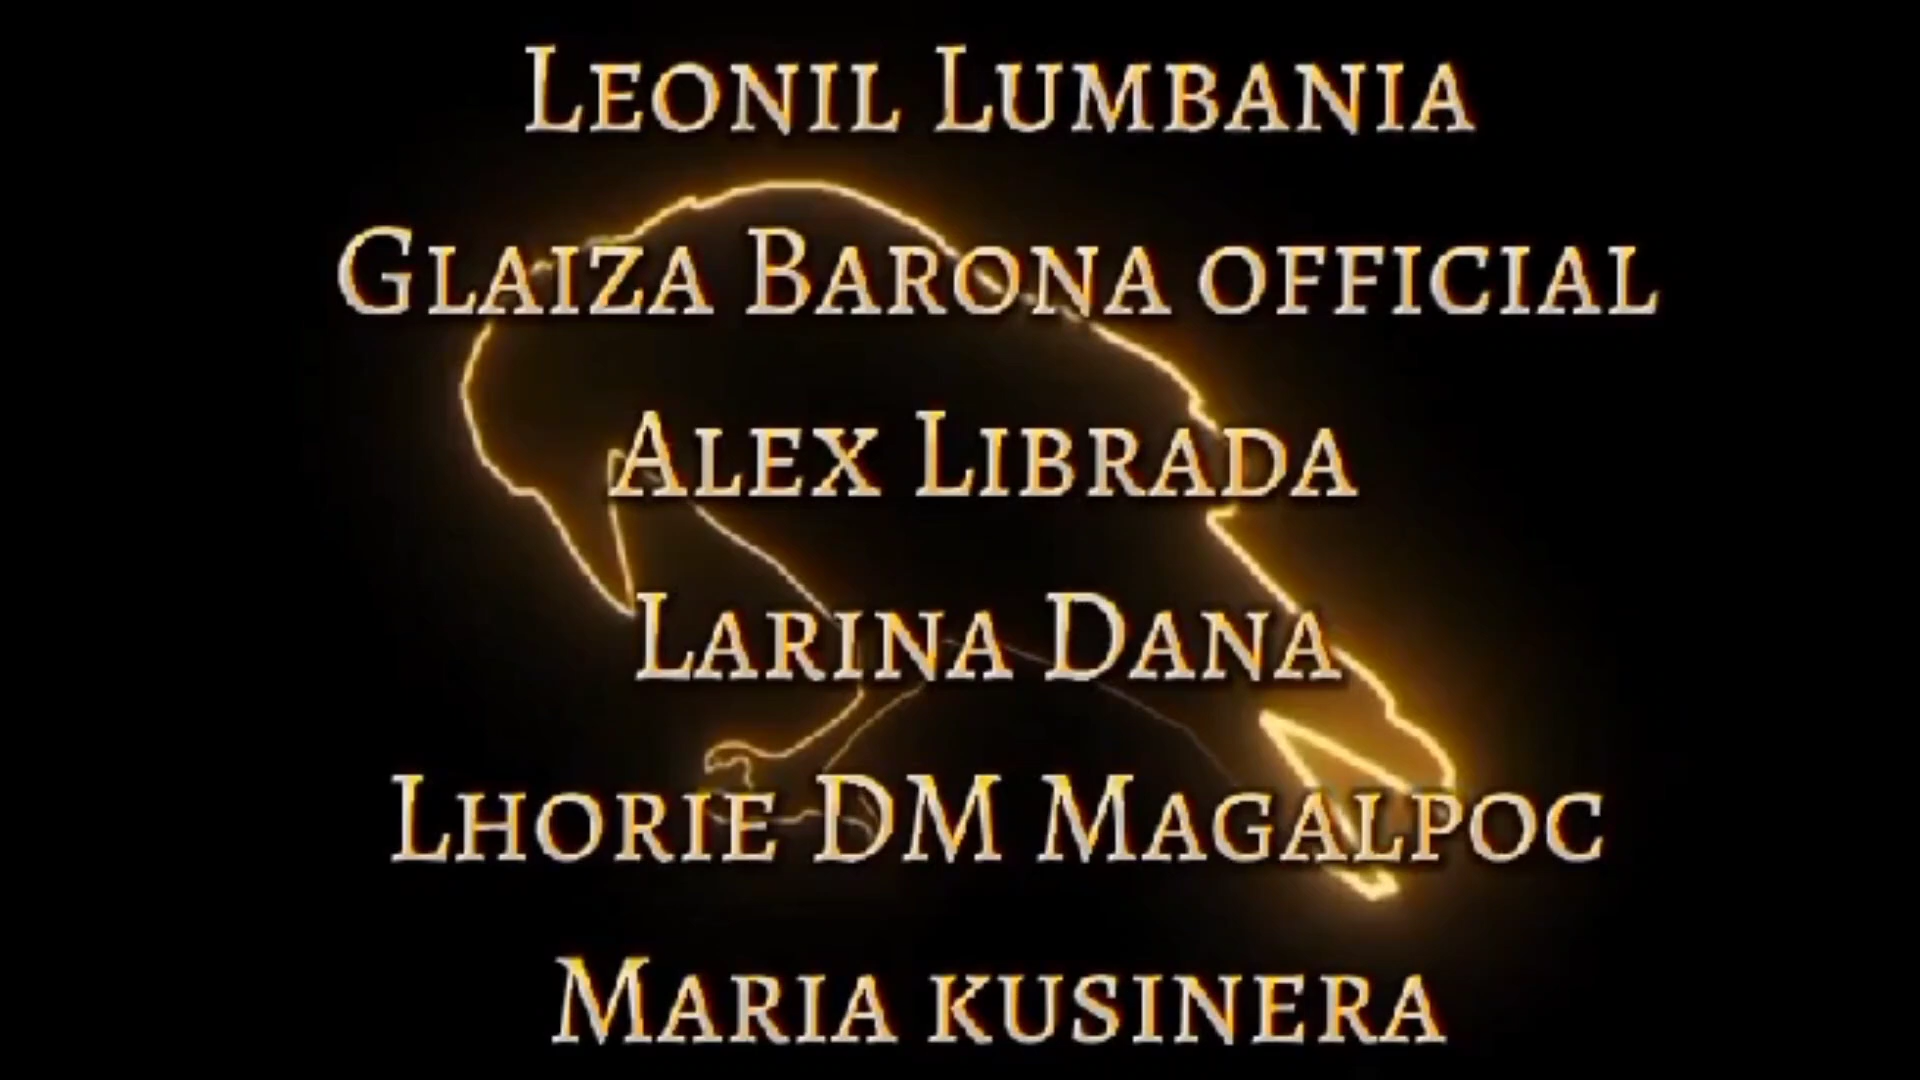 Leonil Lumbania
Glaiza Barona official
Alex Librada
Larina Dana
Lhorie DM Magalpoc
Maria kusinera